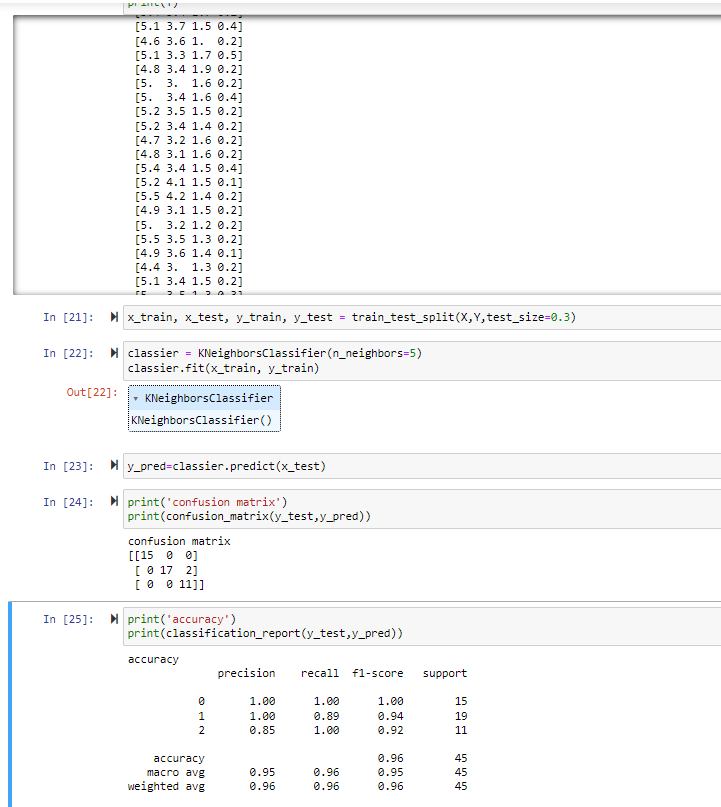 print(Y)
[5.1 3.7 1.5 0.4]
[4.6 3.6 1.  0.2]
[5.1 3.3 1.7 0.5]
[4.8 3.4 1.9 0.2]
[5.  3.  1.6 0.2]
[5.  3.4 1.6 0.4]
[5.2 3.5 1.5 0.2]
[5.2 3.4 1.4 0.2]
[4.7 3.2 1.6 0.2]
[4.8 3.1 1.6 0.2]
[5.4 3.4 1.5 0.4]
[5.2 4.1 1.5 0.1]
[5.5 4.2 1.4 0.2]
[4.9 3.1 1.5 0.2]
[5.  3.2 1.2 0.2]
[5.5 3.5 1.3 0.2]
[4.9 3.6 1.4 0.1]
[4.4 3.  1.3 0.2]
[5.1 3.4 1.5 0.2]
In [21]: x_train, x_test, y_train, y_test = train_test_split(X,Y,test_size=0.3)
In [22]: classier = KNeighborsClassifier(n_neighbors=5)
classier.fit(x_train, y_train)
Out[22]: KNeighborsClassifier
KNeighborsClassifier()
In [23]: y_pred=classier.predict(x_test)
In [24]: print('confusion matrix')
print(confusion_matrix(y_test,y_pred))
confusion matrix
[[15  0  0]
[ 0 17  2]
[ 0  0 11]]
In [25]: print('accuracy')
print(classification_report(y_test,y_pred))
accuracy
precision recall f1-score support
0 1.00 1.00 1.00 15
1 1.00 0.89 0.94 19
2 0.85 1.00 0.92 11
accuracy 0.96 45
macro avg 0.95 0.96 0.95 45
weighted avg 0.96 0.96 0.96 45